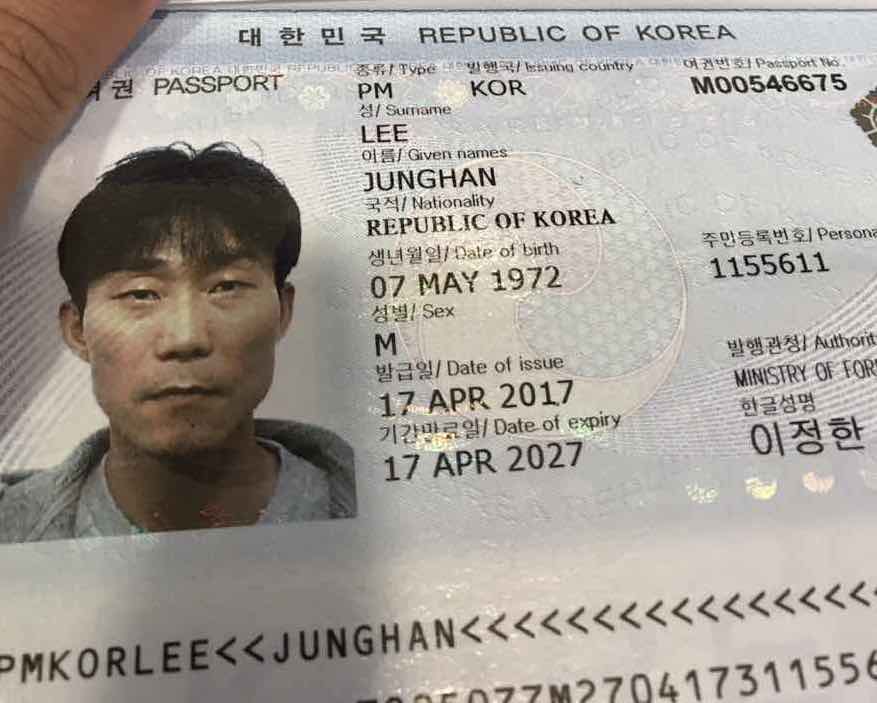 대한민국 REPUBLIC OF KOREA
여권 PASSPORT
종류/ Type 발행국/ Issuing country 여권번호/ Passport No.
PM KOR M00546675
성/ Surname
LEE
이름/ Given names
JUNGHAN
국적/ Nationality
REPUBLIC OF KOREA
생년월일/ Date of birth 주민등록번호/ Persona
07 MAY 1972 1155611
성별/ Sex
M
발급일/ Date of issue 발행관청/ Authorit
17 APR 2017 MINISTRY OF FOR
기간만료일/ Date of expiry 한글성명
17 APR 2027 이정한
PMKORLEE<<JUNGHAN<<<<<<<<<<<<<<<<